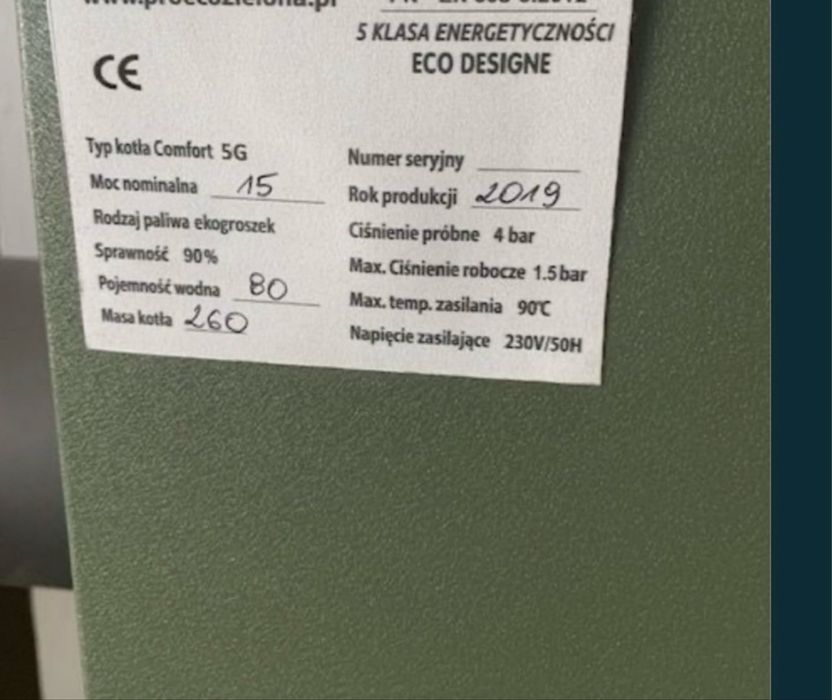 5 KLASA ENERGETYCZNOŚCI
ECO DESIGNE
CE
Typ kotła Comfort 5G
Moc nominalna 15
Rodzaj paliwa ekogroszek
Sprawność 90%
Pojemność wodna 80
Masa kotła 260
Numer seryjny
Rok produkcji 2019
Ciśnienie próbne 4 bar
Max. Ciśnienie robocze 1.5 bar
Max. temp. zasilania 90°C
Napięcie zasilające 230V/50H